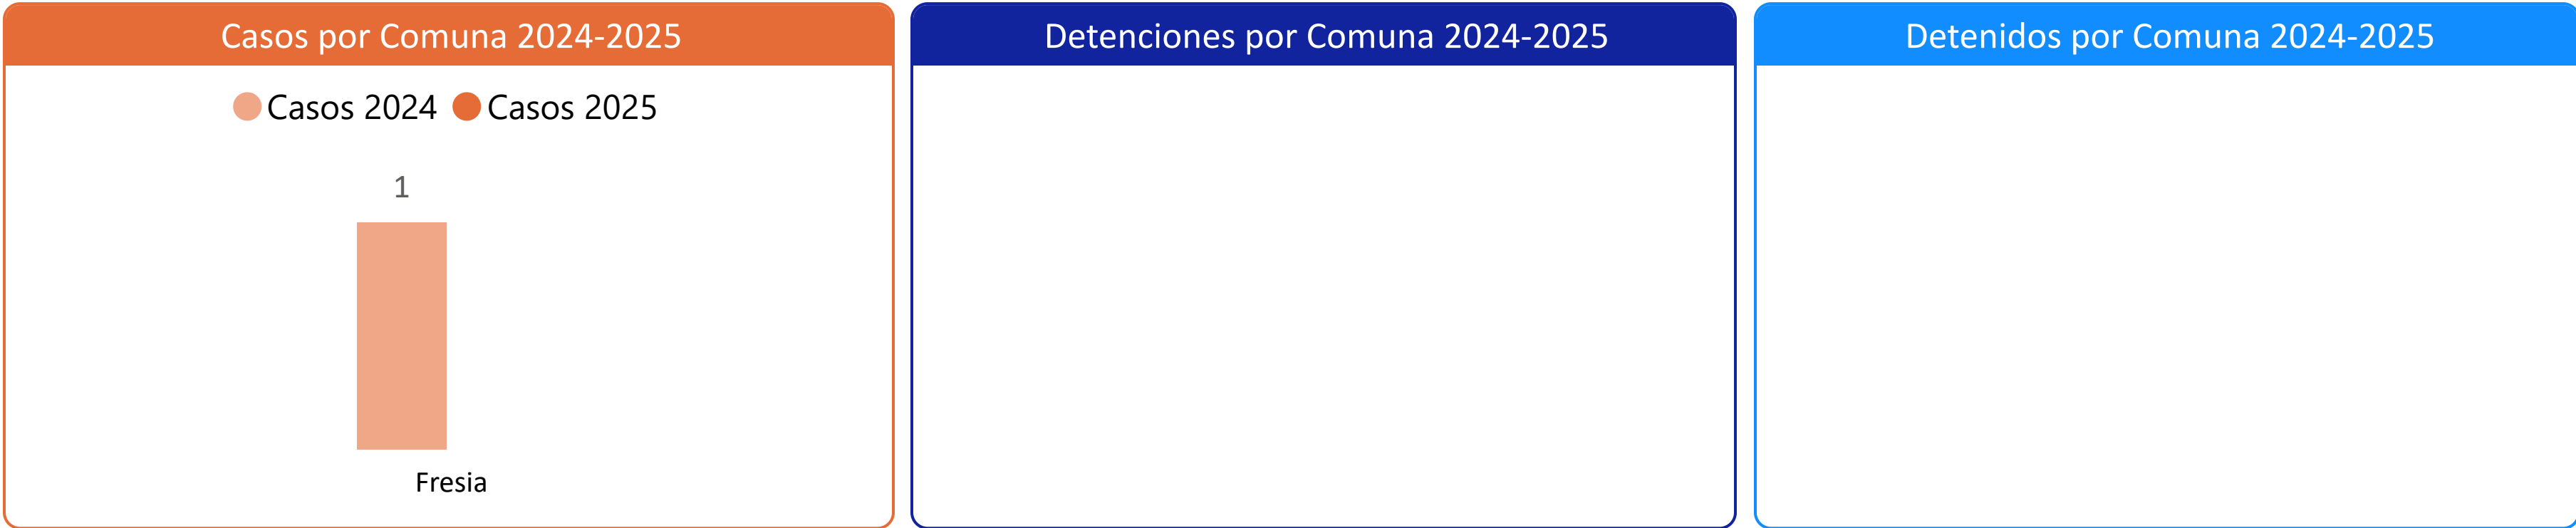 Casos por Comuna 2024-2025
Casos 2024 Casos 2025
1
Fresia
Detenciones por Comuna 2024-2025
Detenidos por Comuna 2024-2025